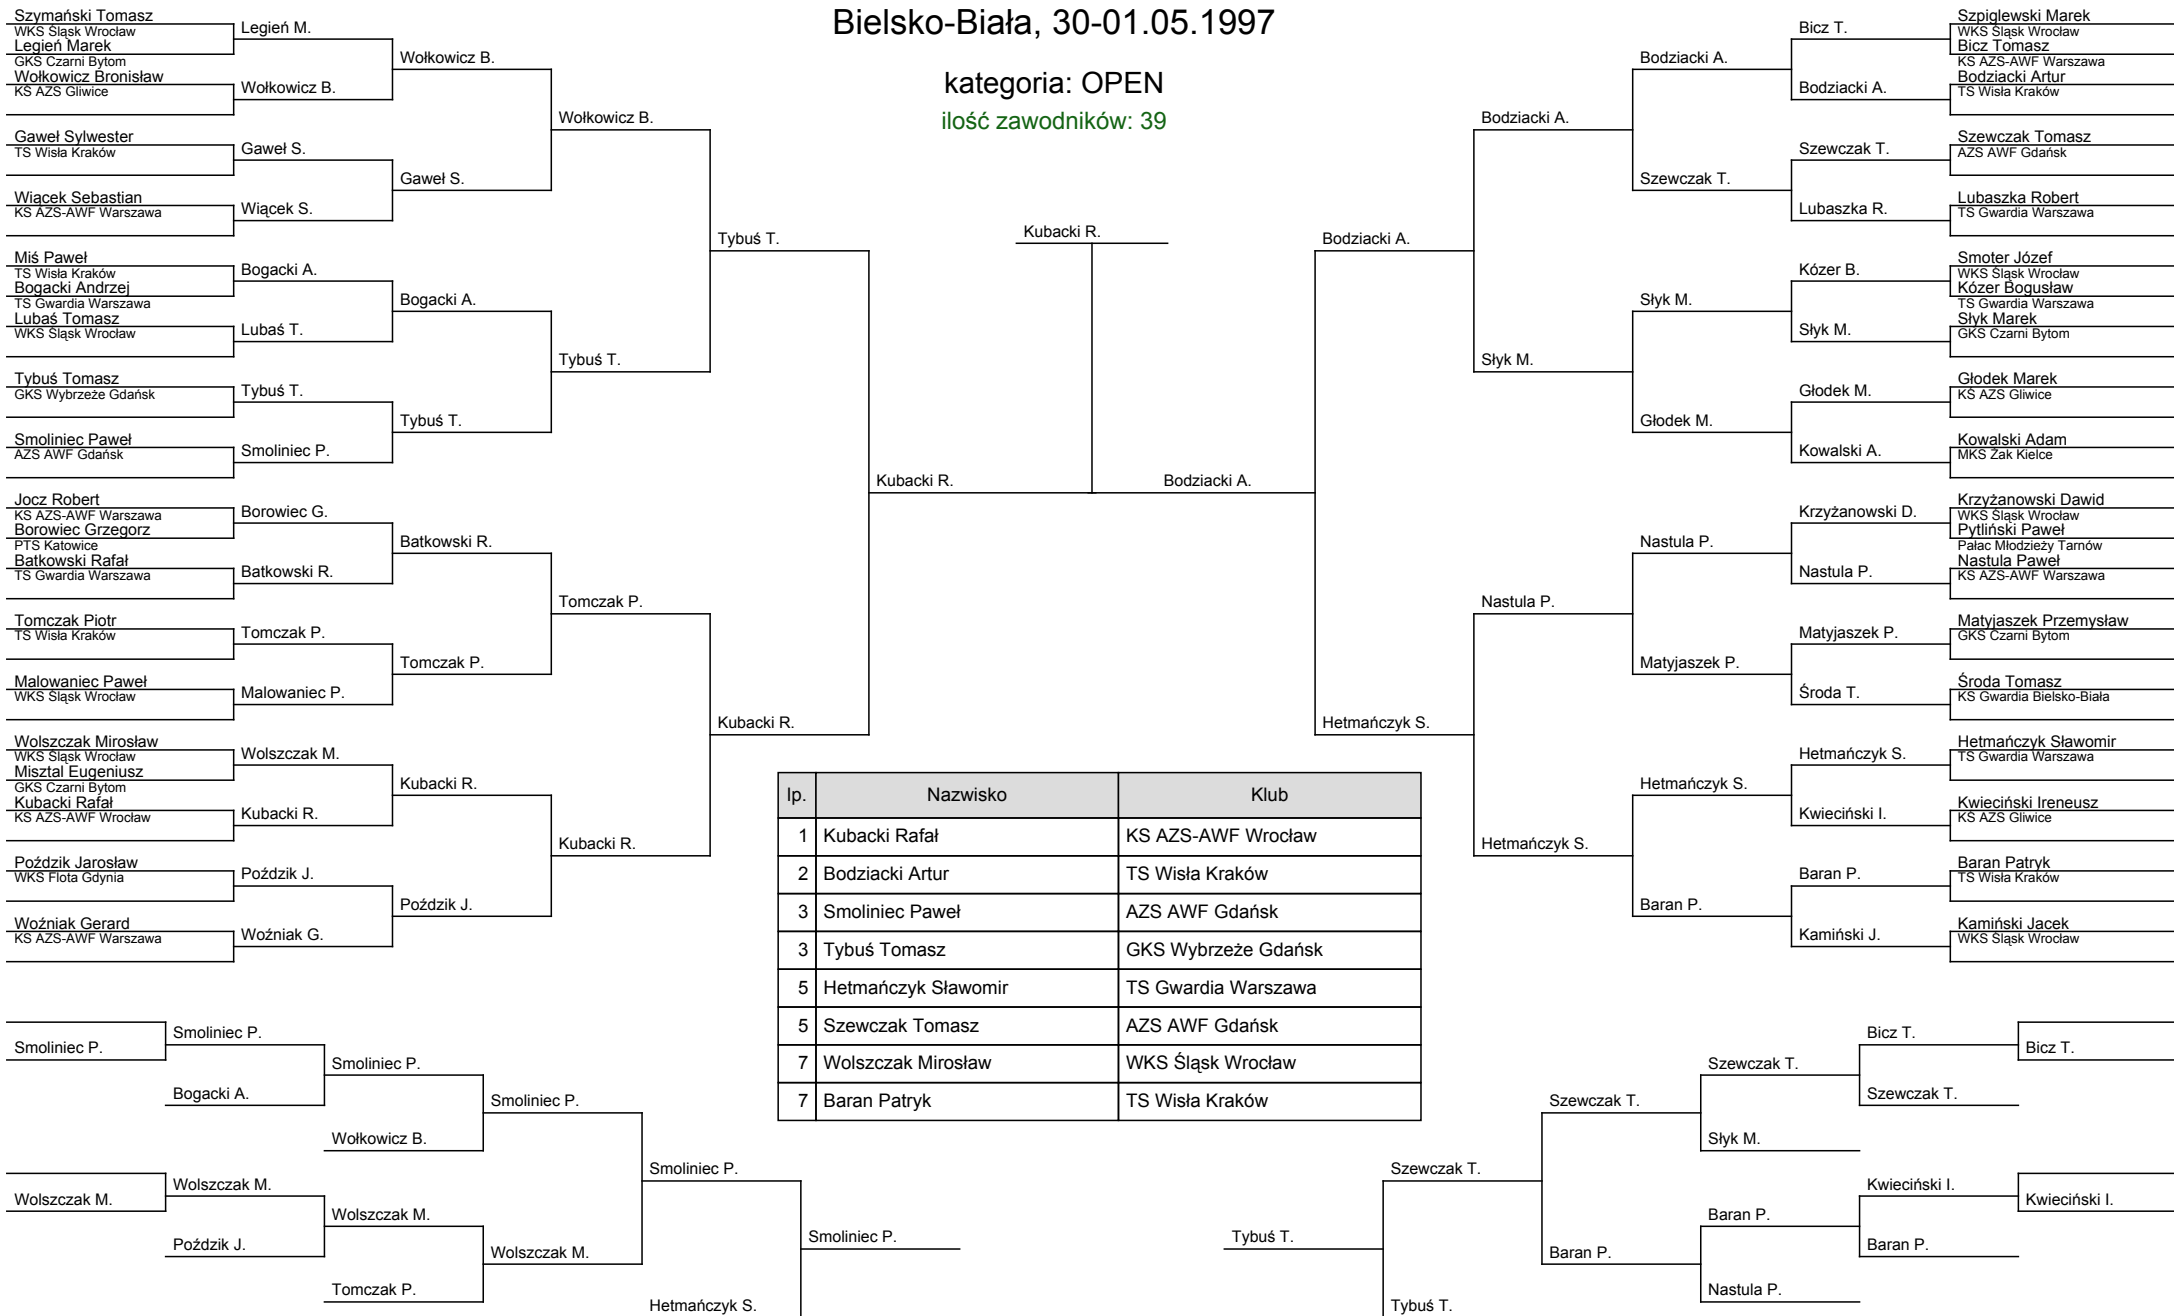 Bielsko-Biała, 30-01.05.1997
kategoria: OPEN
ilość zawodników: 39
Szymański Tomasz
WKS Śląsk Wrocław
Legień Marek
GKS Czarni Bytom
Wołkowicz Bronisław
KS AZS Gliwice
Gaweł Sylwester
TS Wisła Kraków
Wiącek Sebastian
KS AZS-AWF Warszawa
Miś Paweł
TS Wisła Kraków
Bogacki Andrzej
TS Gwardia Warszawa
Lubaś Tomasz
WKS Śląsk Wrocław
Tybuś Tomasz
GKS Wybrzeże Gdańsk
Smoliniec Paweł
AZS AWF Gdańsk
Jocz Robert
KS AZS-AWF Warszawa
Borowiec Grzegorz
PTS Katowice
Batkowski Rafał
TS Gwardia Warszawa
Tomczak Piotr
TS Wisła Kraków
Malowaniec Paweł
WKS Śląsk Wrocław
Wolszczak Mirosław
WKS Śląsk Wrocław
Misztal Eugeniusz
GKS Czarni Bytom
Kubacki Rafał
KS AZS-AWF Wrocław
Poździk Jarosław
WKS Flota Gdynia
Woźniak Gerard
KS AZS-AWF Warszawa
Legień M.
Wołkowicz B.
Gaweł S.
Wiącek S.
Bogacki A.
Lubaś T.
Tybuś T.
Smoliniec P.
Borowiec G.
Batkowski R.
Tomczak P.
Malowaniec P.
Wolszczak M.
Kubacki R.
Poździk J.
Woźniak G.
Wołkowicz B.
Gaweł S.
Bogacki A.
Tybuś T.
Batkowski R.
Tomczak P.
Kubacki R.
Poździk J.
Wołkowicz B.
Tybuś T.
Tomczak P.
Kubacki R.
Tybuś T.
Kubacki R.
Kubacki R.
Kubacki R.
Bodziacki A.
Bodziacki A.
Hetmańczyk S.
Bodziacki A.
Słyk M.
Nastula P.
Hetmańczyk S.
Bodziacki A.
Szewczak T.
Słyk M.
Głodek M.
Nastula P.
Matyjaszek P.
Hetmańczyk S.
Baran P.
Bicz T.
Bodziacki A.
Szewczak T.
Lubaszka R.
Kózer B.
Słyk M.
Głodek M.
Kowalski A.
Krzyżanowski D.
Nastula P.
Matyjaszek P.
Środa T.
Hetmańczyk S.
Kwieciński I.
Baran P.
Kamiński J.
Szpiglewski Marek
WKS Śląsk Wrocław
Bicz Tomasz
KS AZS-AWF Warszawa
Bodziacki Artur
TS Wisła Kraków
Szewczak Tomasz
AZS AWF Gdańsk
Lubaszka Robert
TS Gwardia Warszawa
Smoter Józef
WKS Śląsk Wrocław
Kózer Bogusław
TS Gwardia Warszawa
Słyk Marek
GKS Czarni Bytom
Głodek Marek
KS AZS Gliwice
Kowalski Adam
MKS Żak Kielce
Krzyżanowski Dawid
WKS Śląsk Wrocław
Pytliński Paweł
Pałac Młodzieży Tarnów
Nastula Paweł
KS AZS-AWF Warszawa
Matyjaszek Przemysław
GKS Czarni Bytom
Środa Tomasz
KS Gwardia Bielsko-Biała
Hetmańczyk Sławomir
TS Gwardia Warszawa
Kwieciński Ireneusz
KS AZS Gliwice
Baran Patryk
TS Wisła Kraków
Kamiński Jacek
WKS Śląsk Wrocław
lp. Nazwisko Klub
1 Kubacki Rafał KS AZS-AWF Wrocław
2 Bodziacki Artur TS Wisła Kraków
3 Smoliniec Paweł AZS AWF Gdańsk
3 Tybuś Tomasz GKS Wybrzeże Gdańsk
5 Hetmańczyk Sławomir TS Gwardia Warszawa
5 Szewczak Tomasz AZS AWF Gdańsk
7 Wolszczak Mirosław WKS Śląsk Wrocław
7 Baran Patryk TS Wisła Kraków
Smoliniec P.
Wolszczak M.
Smoliniec P.
Bogacki A.
Wolszczak M.
Poździk J.
Smoliniec P.
Wołkowicz B.
Wolszczak M.
Tomczak P.
Smoliniec P.
Wolszczak M.
Smoliniec P.
Hetmańczyk S.
Smoliniec P.
Tybuś T.
Szewczak T.
Tybuś T.
Szewczak T.
Baran P.
Szewczak T.
Słyk M.
Baran P.
Nastula P.
Bicz T.
Szewczak T.
Kwieciński I.
Baran P.
Bicz T.
Kwieciński I.